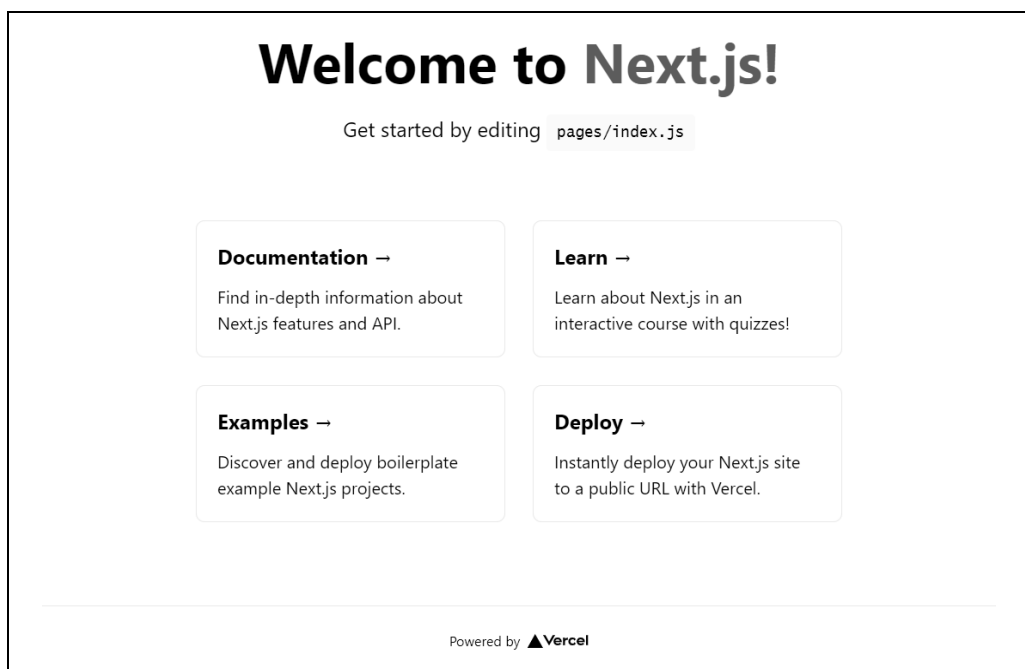 Welcome to Next.js!
Get started by editing pages/index.js
Documentation →
Find in-depth information about
Next.js features and API.
Learn →
Learn about Next.js in an
interactive course with quizzes!
Examples →
Discover and deploy boilerplate
example Next.js projects.
Deploy →
Instantly deploy your Next.js site
to a public URL with Vercel.
Powered by Vercel